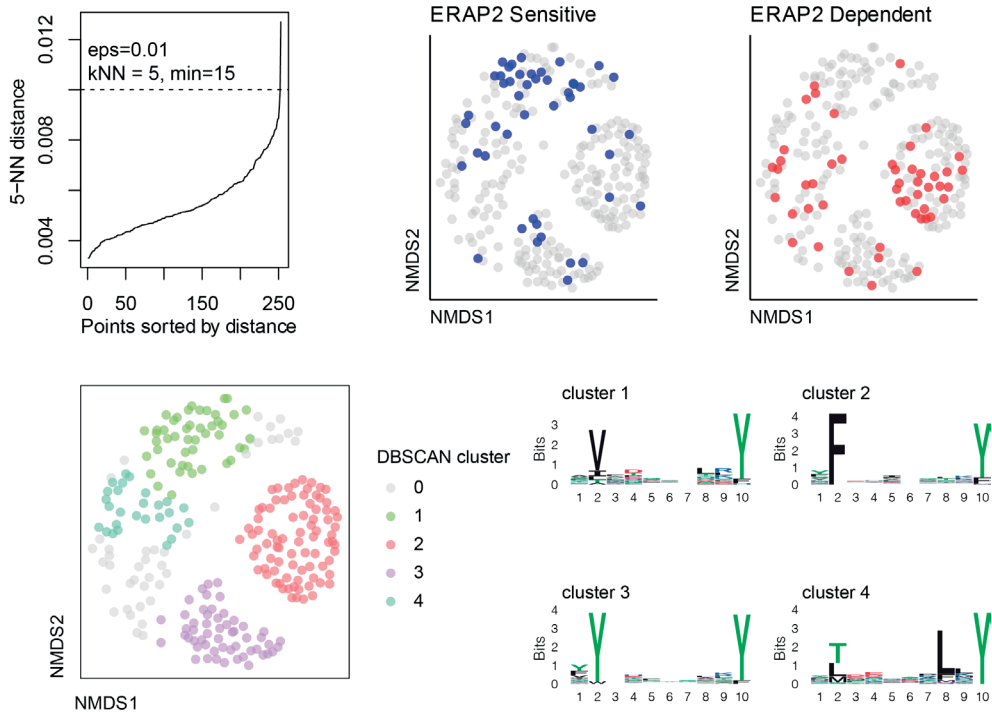 ERAP2 Sensitive
ERAP2 Dependent
0.012
0.008
0.004
5−NN distance
eps=0.01
kNN = 5, min=15
0
50
150
250
Points sorted by distance
NMDS2
NMDS1
NMDS2
NMDS1
NMDS2
NMDS1
DBSCAN cluster
0
1
2
3
4
cluster 1
Bits
3
2
1
0
V
Y
1 2 3 4 5 6 7 8 9 10
cluster 2
Bits
4
3
2
1
0
F
Y
1 2 3 4 5 6 7 8 9 10
cluster 3
Bits
4
3
2
1
0
Y
Y
1 2 3 4 5 6 7 8 9 10
cluster 4
Bits
4
3
2
1
0
T
L
Y
1 2 3 4 5 6 7 8 9 10